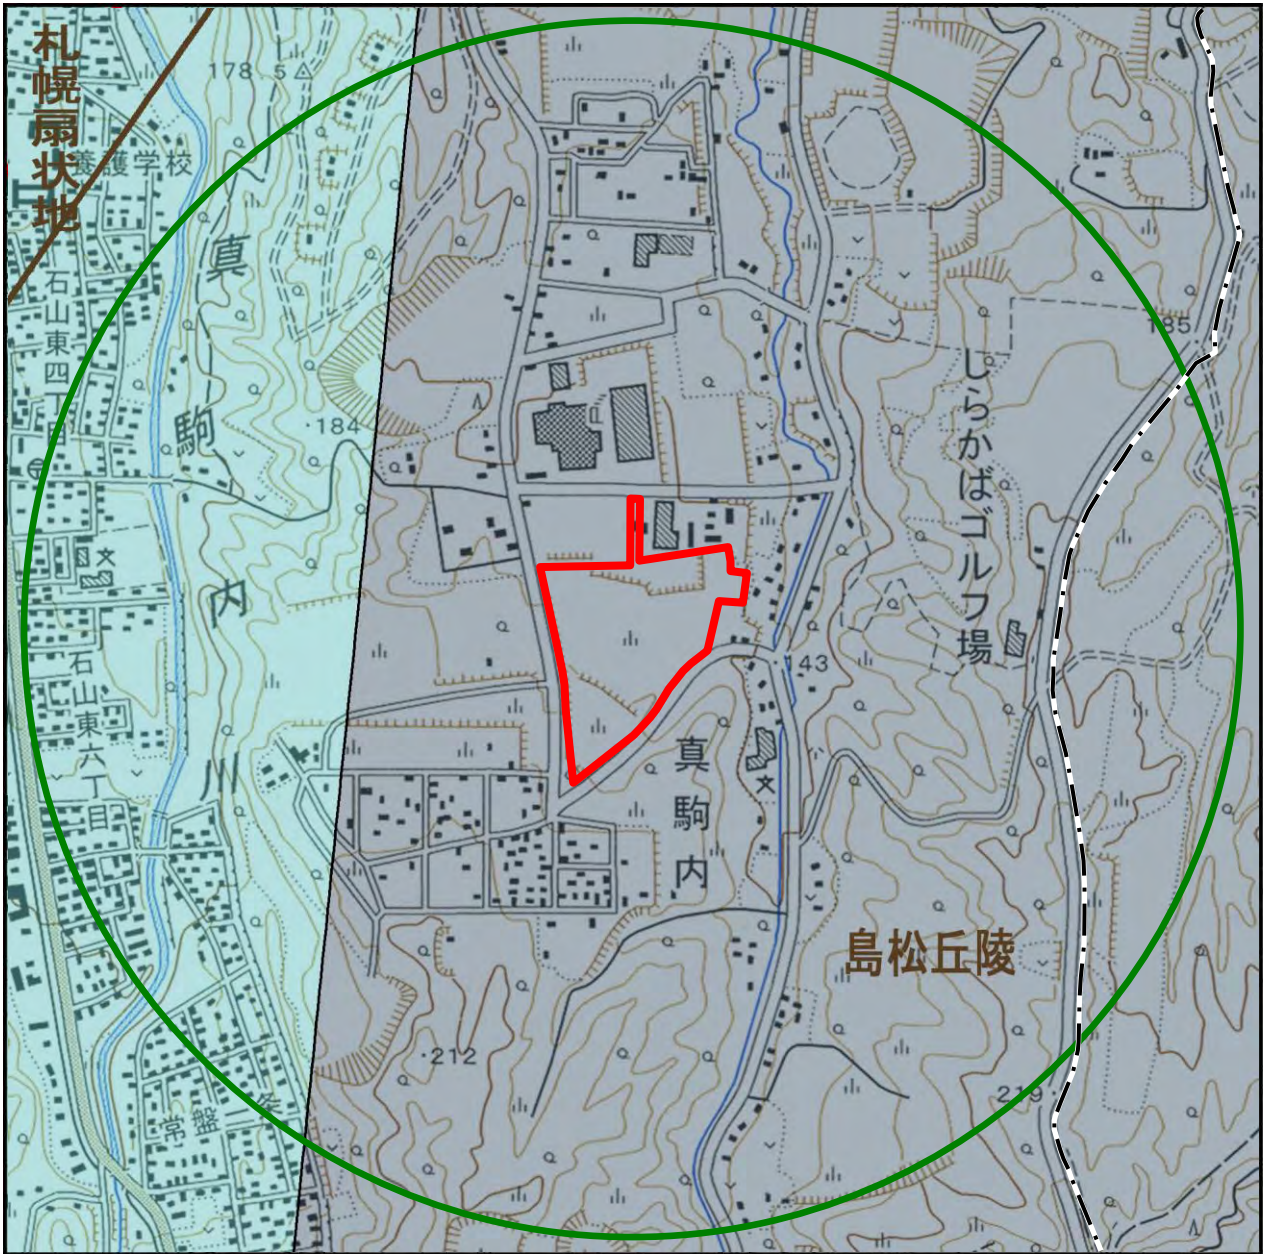 札幌扇状地
178.5
養護学校
真駒内川
石山東四丁目
・184
185
しらかばゴルフ場
143
石山東六丁目
真駒内
島松丘陵
・212
219・
常盤